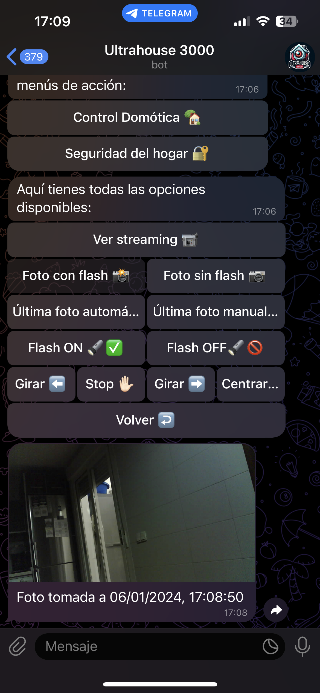 17:09
TELEGRAM
34
379
Ultrahouse 3000
bot
menús de acción:
17:06
Control Domótica 🏡
Seguridad del hogar 🔐
Aquí tienes todas las opciones
disponibles:
17:06
Ver streaming 📹
Foto con flash 📸
Foto sin flash 📷
Última foto automá...
Última foto manual...
Flash ON 🔦✅
Flash OFF🔦🚫
Girar ⬅️
Stop 🖐🏻
Girar ➡️
Centrar...
Volver ↩️
Foto tomada a 06/01/2024, 17:08:50
17:08
Mensaje